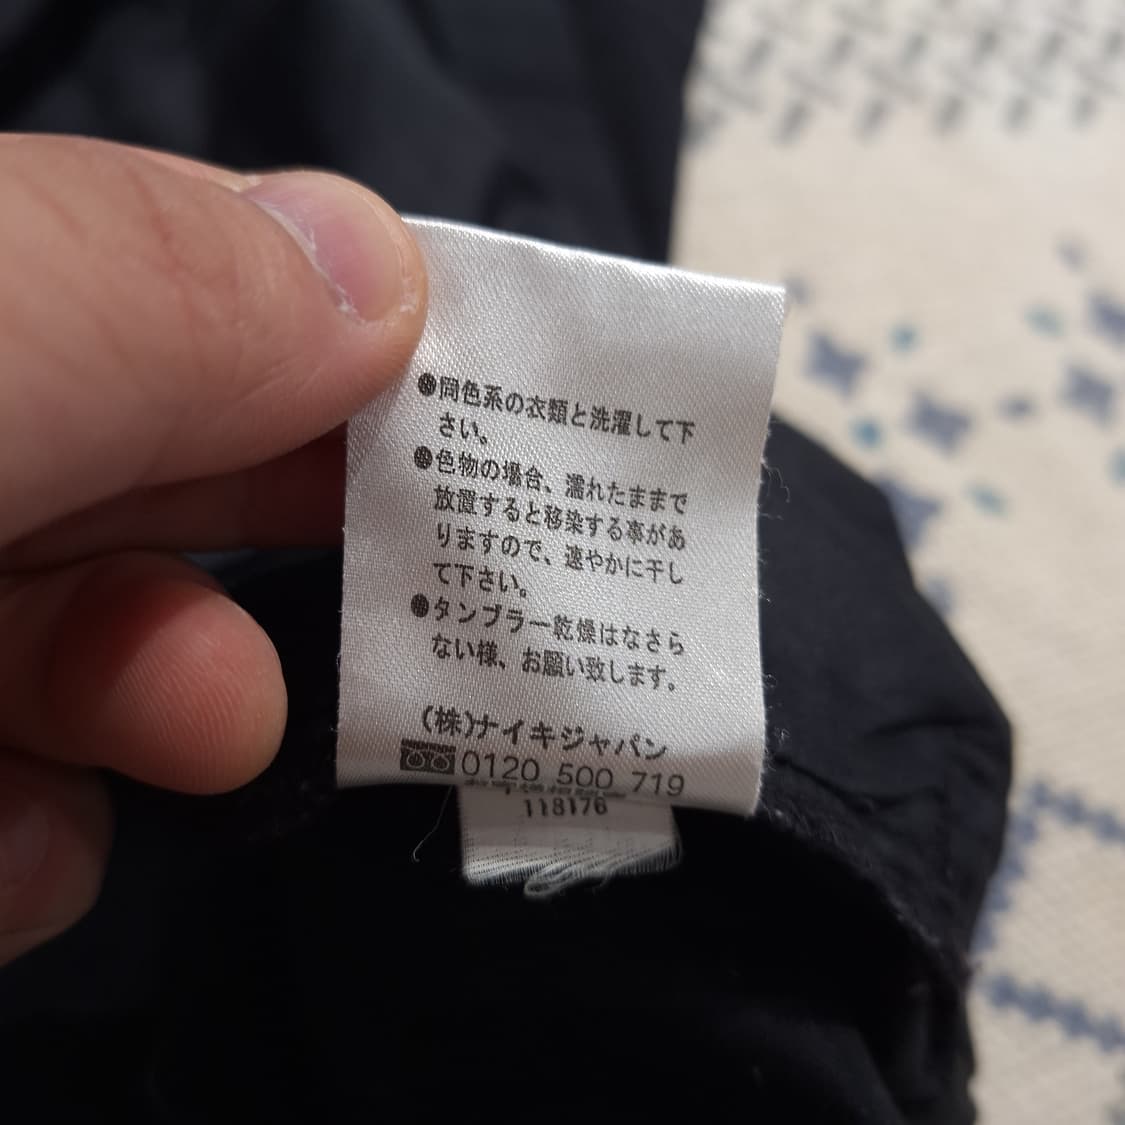 ●同色系の衣類と洗濯して下
さい。
●色物の場合、濡れたままで
放置すると移染する事があ
りますので、速やかに干し
て下さい。
●タンブラー乾燥はなさら
ない様、お願い致します。
(株)ナイキジャパン
0120 500 719
118176